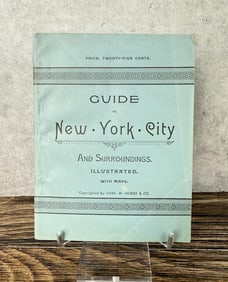 PRICE, TWENTY-FIVE CENTS.
GUIDE
TO
New · York · City
AND SURROUNDINGS.
ILLUSTRATED.
WITH MAPS.
Copyrighted by CHAS. W. HOBBS & CO.